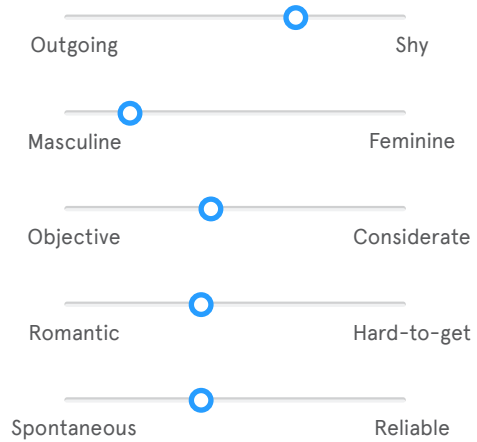 Outgoing Shy
Masculine Feminine
Objective Considerate
Romantic Hard-to-get
Spontaneous Reliable